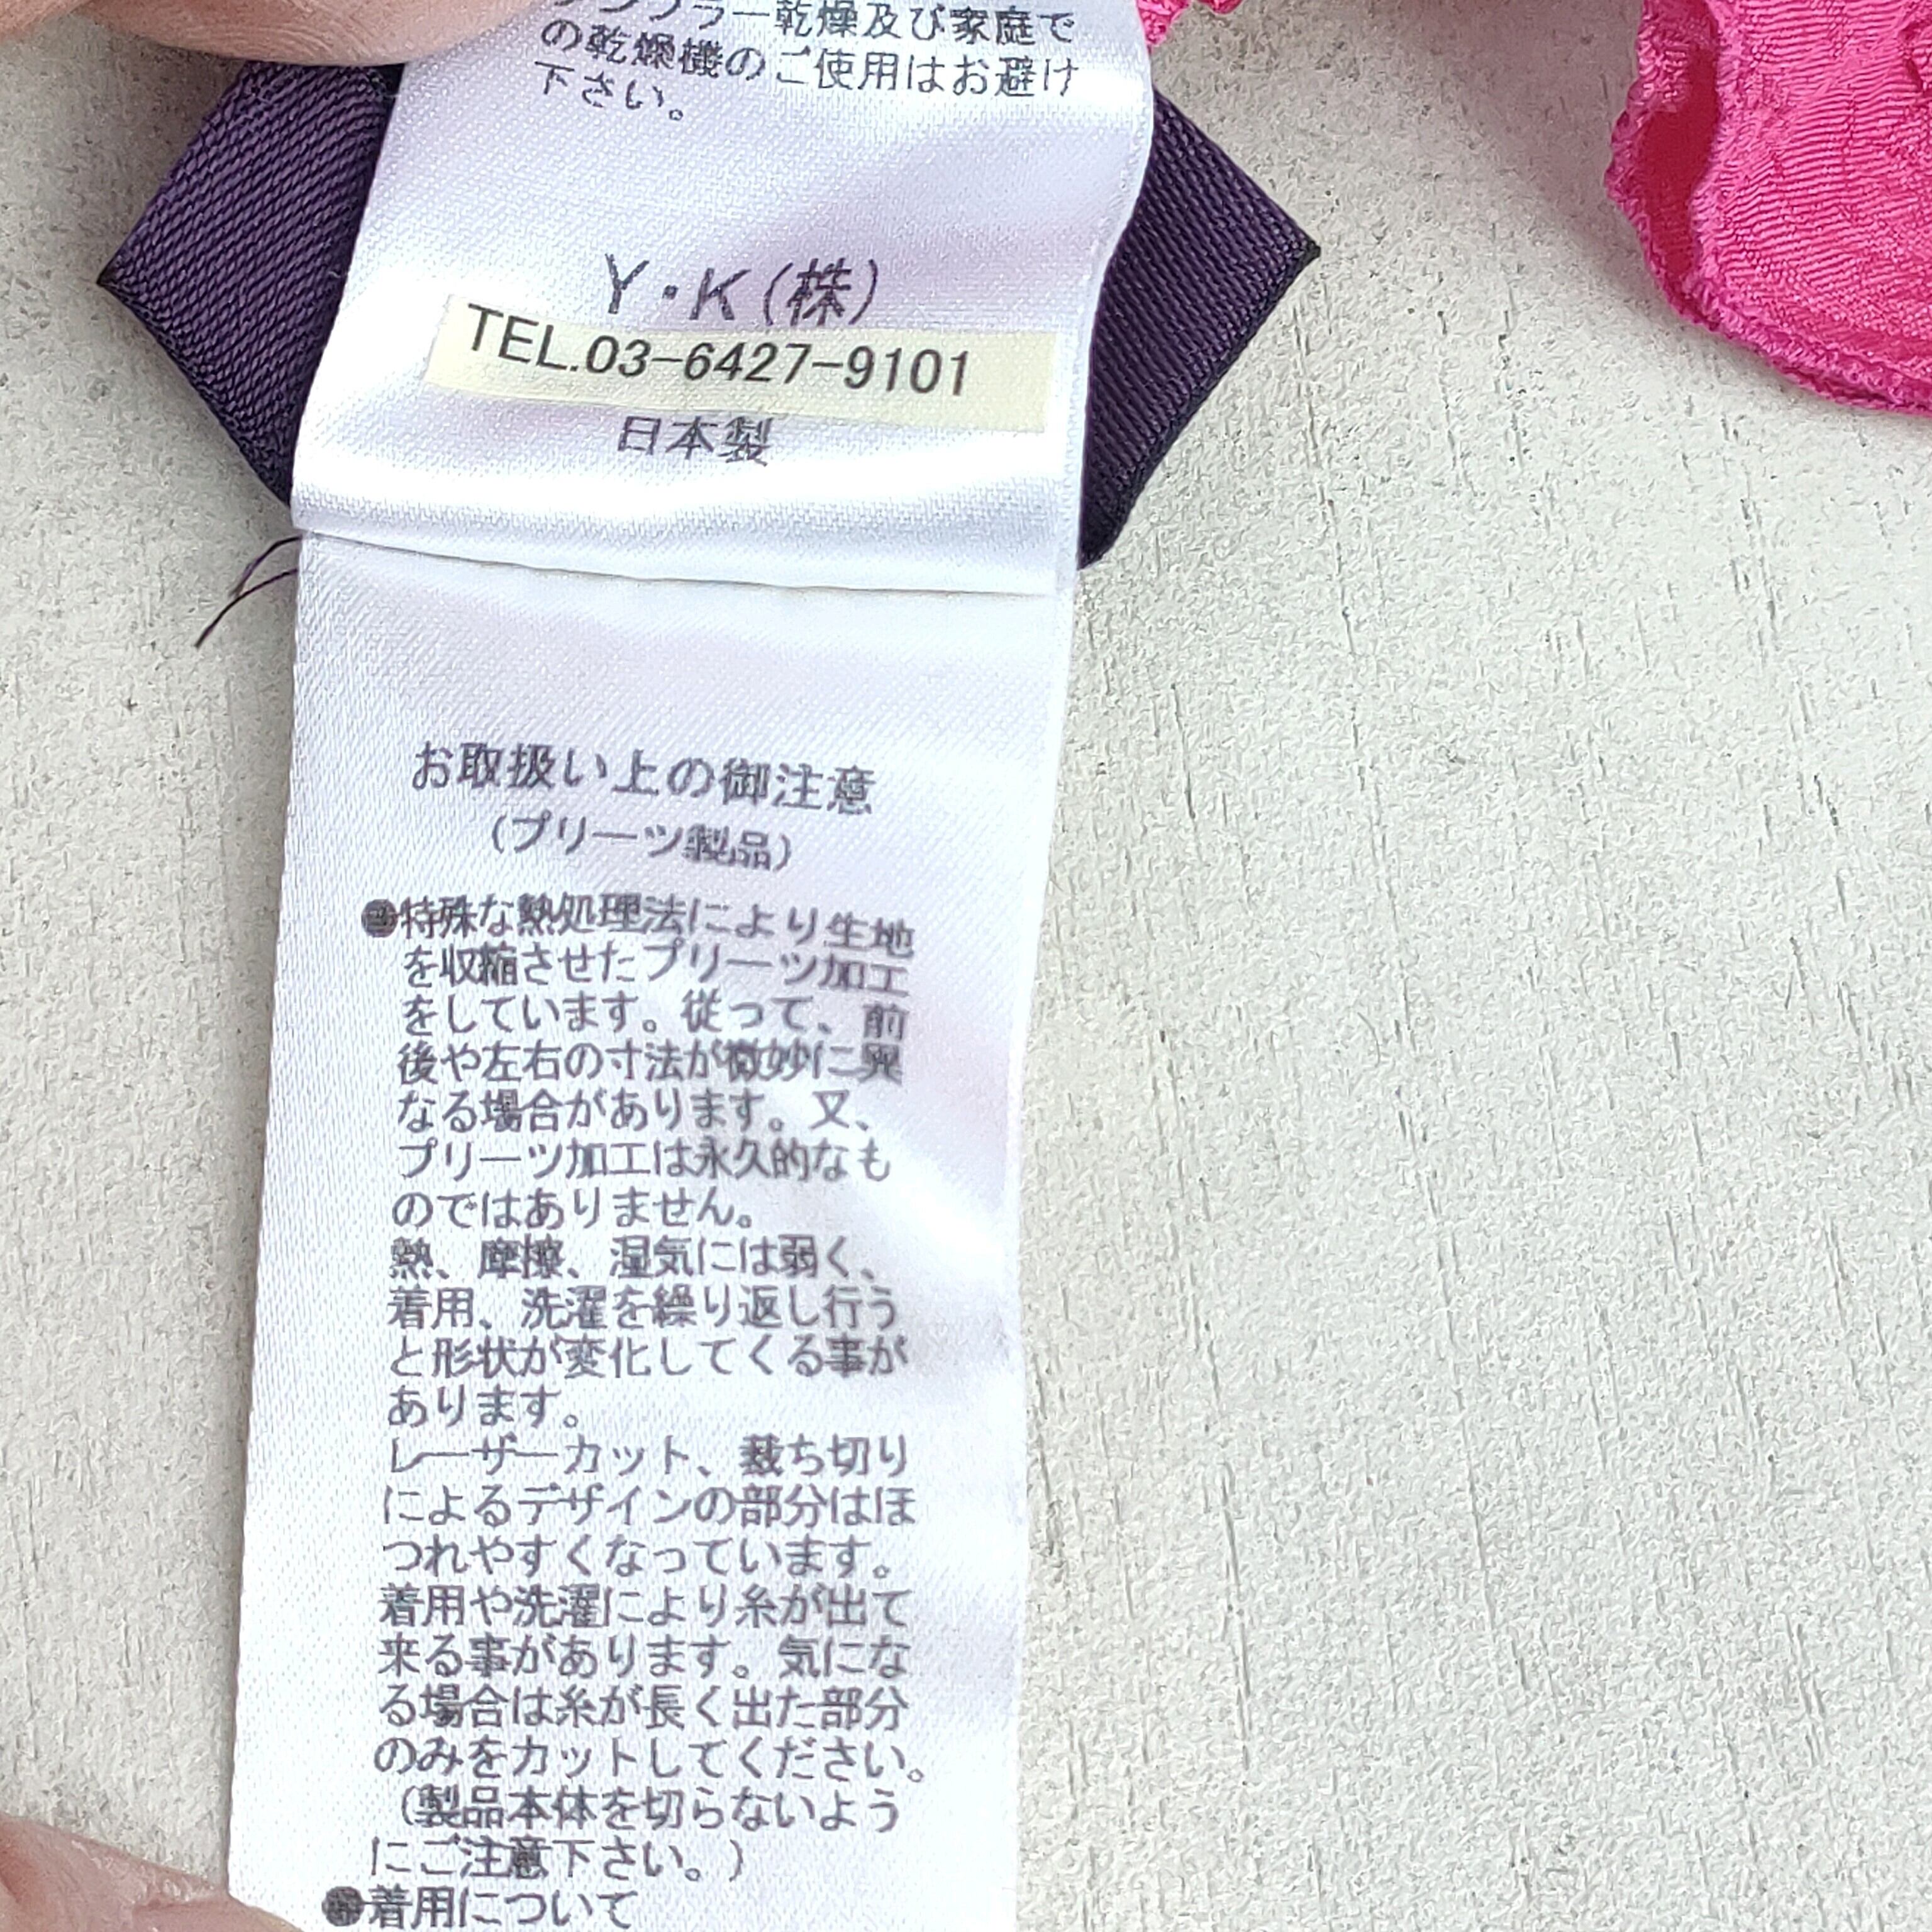 タンブラー乾燥及び家庭で
の乾燥機のご使用はお避け
下さい。
Y・K(株)
TEL.03-6427-9101
日本製
お取扱い上の御注意
(プリーツ製品)
●特殊な熱処理法により生地
を収縮させたプリーツ加工
をしています。従って、前
後や左右の寸法が微妙に異
なる場合があります。又、
プリーツ加工は永久的なも
のではありません。
熱、摩擦、湿気には弱く、
着用、洗濯を繰り返し行う
と形状が変化してくる事が
あります。
レーザーカット、裁ち切り
によるデザインの部分はほ
つれやすくなっています。
着用や洗濯により糸が出て
来る事があります。気にな
る場合は糸が長く出た部分
のみをカットしてください。
(製品本体を切らないよう
にご注意下さい。)
●着用について